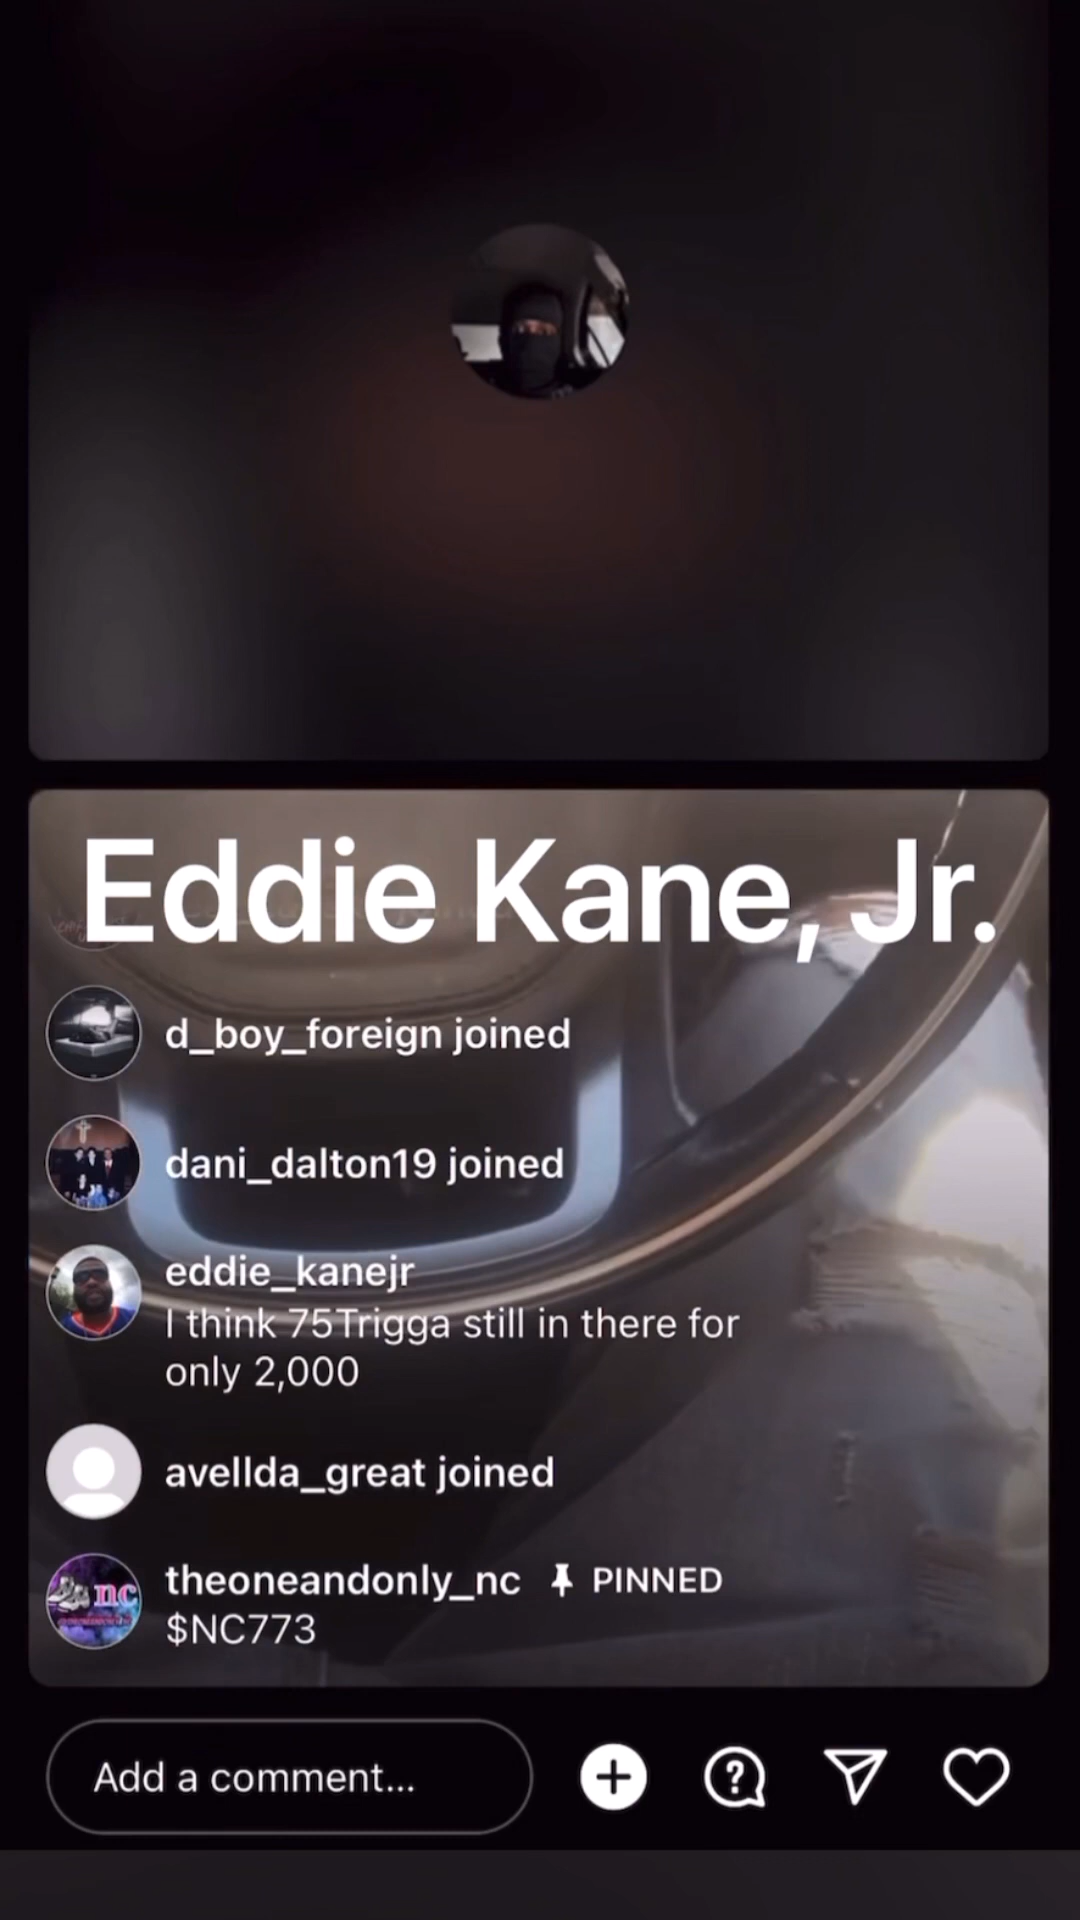 Eddie Kane, Jr.
d_boy_foreign joined
dani_dalton19 joined
eddie_kanejr
I think 75Trigga still in there for
only 2,000
avellda_great joined
nc
theoneandonly_nc PINNED
$NC773
Add a comment...